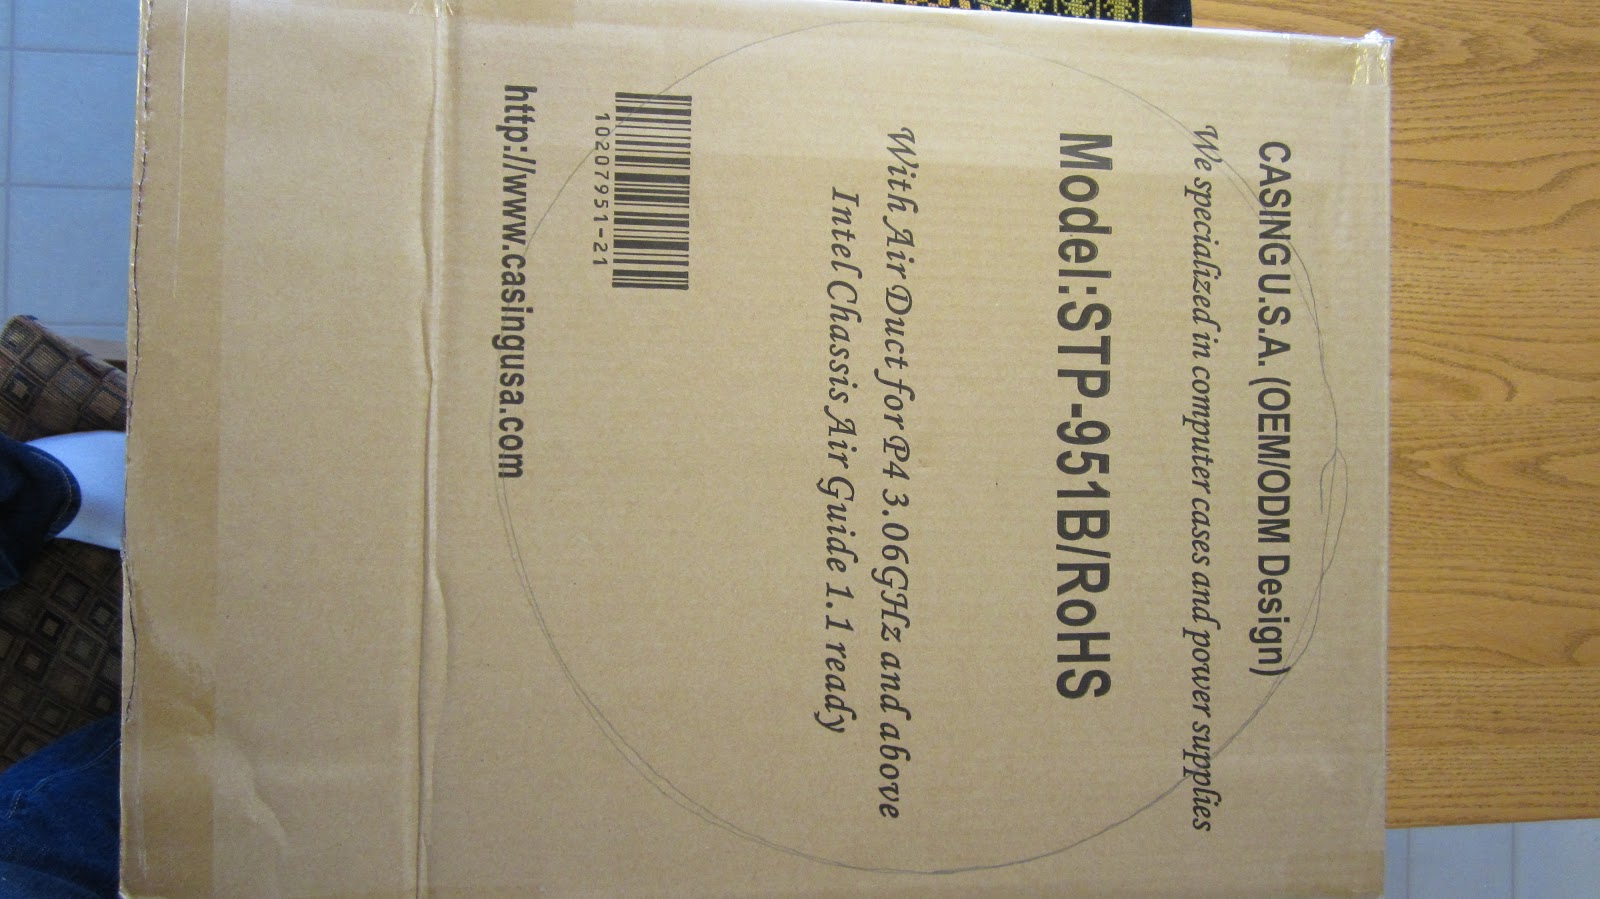 CASING U.S.A. (OEM/ODM Design)
We specialized in computer cases and power supplies
Model:STP-951B/RoHS
With Air Duct for P4 3.06GHz and above
Intel Chassis Air Guide 1.1 ready
10207951-21
http://www.casingusa.com